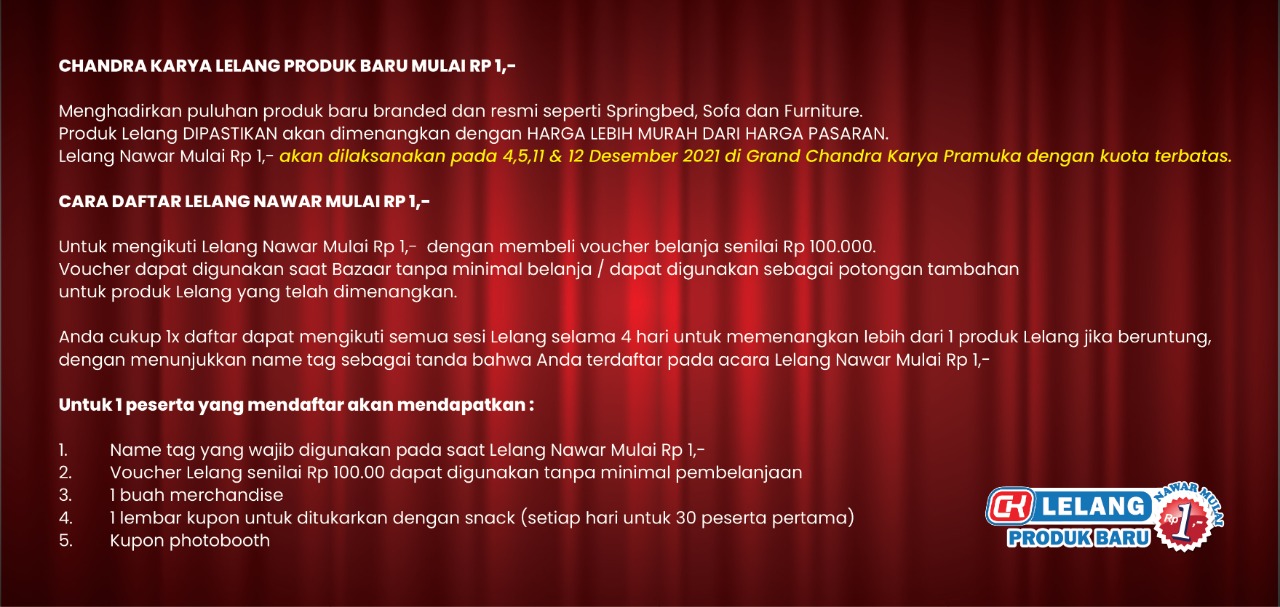 CHANDRA KARYA LELANG PRODUK BARU MULAI RP 1,-
Menghadirkan puluhan produk baru branded dan resmi seperti Springbed, Sofa dan Furniture.
Produk Lelang DIPASTIKAN akan dimenangkan dengan HARGA LEBIH MURAH DARI HARGA PASARAN.
Lelang Nawar Mulai Rp 1,- akan dilaksanakan pada 4,5,11 & 12 Desember 2021 di Grand Chandra Karya Pramuka dengan kuota terbatas.
CARA DAFTAR LELANG NAWAR MULAI RP 1,-
Untuk mengikuti Lelang Nawar Mulai Rp 1,- dengan membeli voucher belanja senilai Rp 100.000.
Voucher dapat digunakan saat Bazaar tanpa minimal belanja / dapat digunakan sebagai potongan tambahan
untuk produk Lelang yang telah dimenangkan.
Anda cukup 1x daftar dapat mengikuti semua sesi Lelang selama 4 hari untuk memenangkan lebih dari 1 produk Lelang jika beruntung,
dengan menunjukkan name tag sebagai tanda bahwa Anda terdaftar pada acara Lelang Nawar Mulai Rp 1,-
Untuk 1 peserta yang mendaftar akan mendapatkan :
1. Name tag yang wajib digunakan pada saat Lelang Nawar Mulai Rp 1,-
2. Voucher Lelang senilai Rp 100.00 dapat digunakan tanpa minimal pembelanjaan
3. 1 buah merchandise
4. 1 lembar kupon untuk ditukarkan dengan snack (setiap hari untuk 30 peserta pertama)
5. Kupon photobooth
CK LELANG
PRODUK BARU
NAWAR MULAI
Rp 1,-